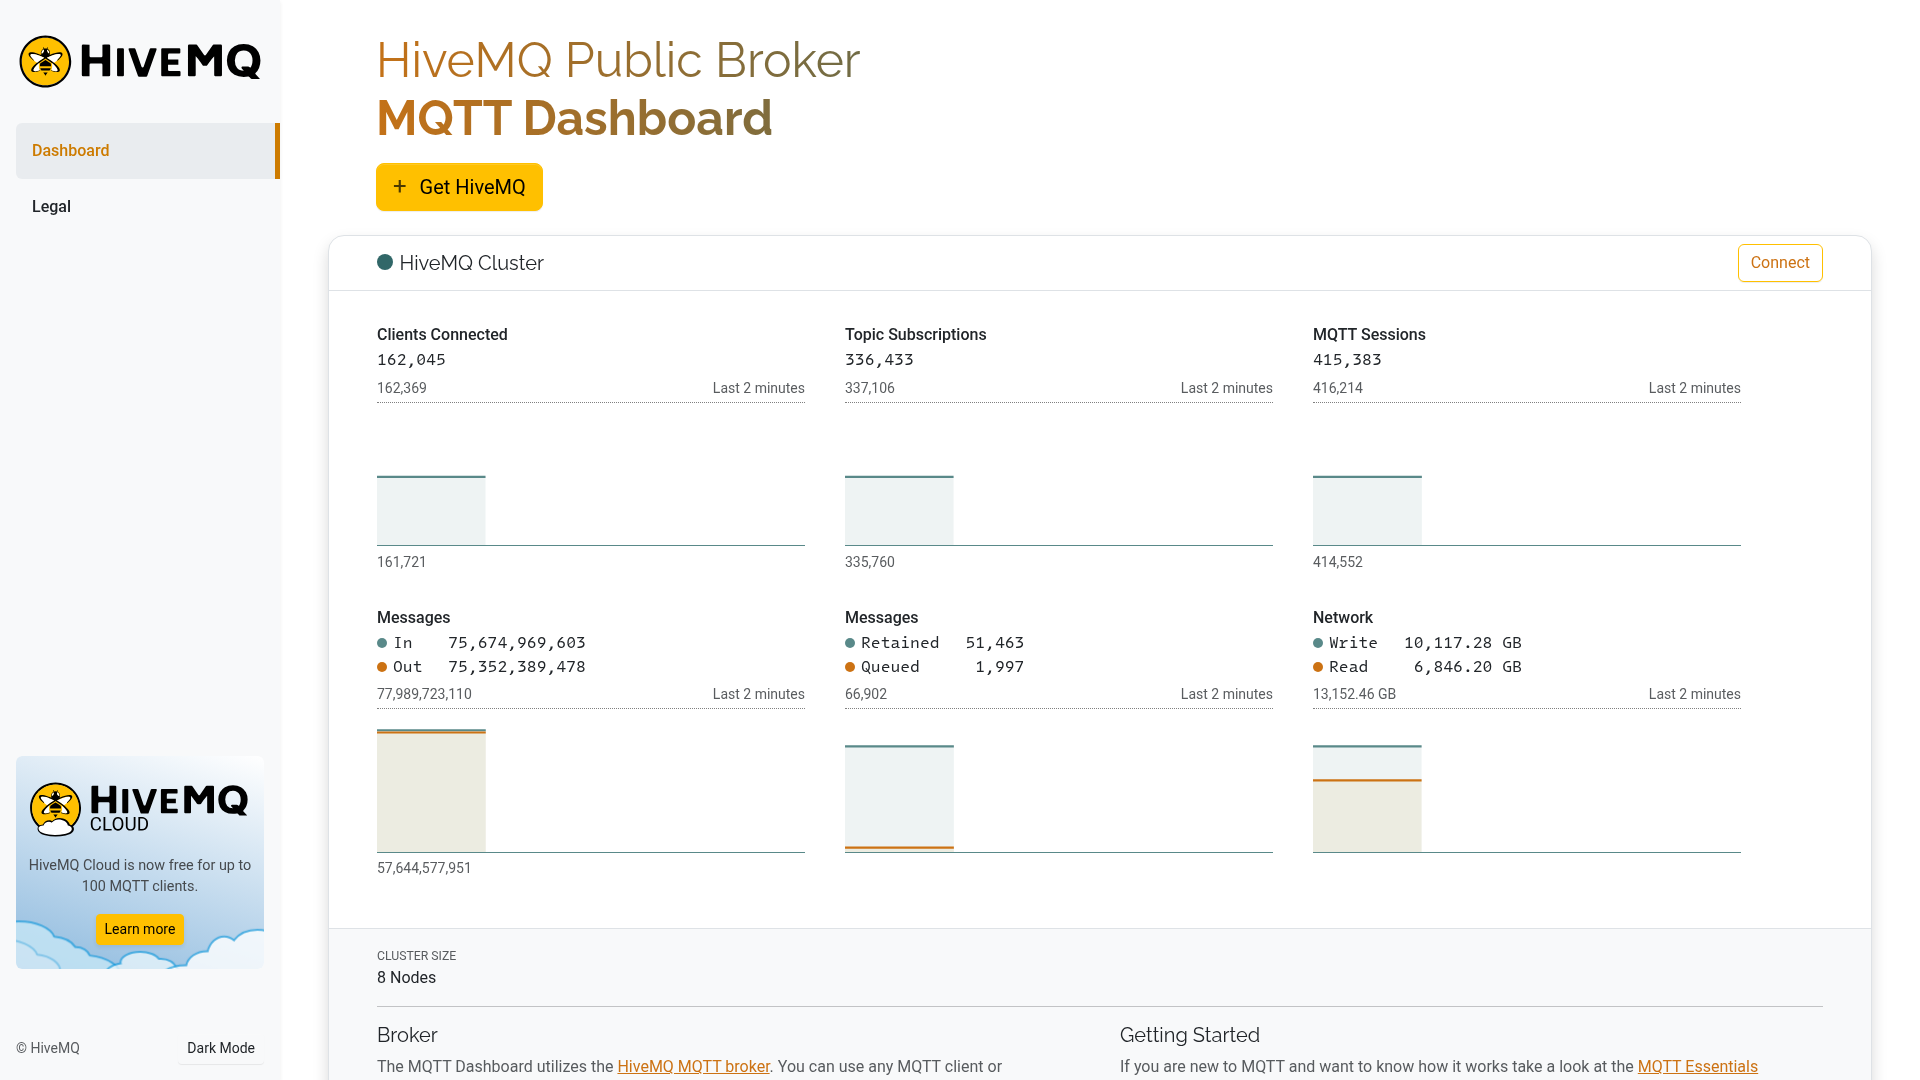 HIVEMQ
Dashboard
Legal
HIVEMQ
CLOUD
HiveMQ Cloud is now free for up to
100 MQTT clients.
Learn more
© HiveMQ
Dark Mode
HiveMQ Public Broker
MQTT Dashboard
+ Get HiveMQ
HiveMQ Cluster
Connect
Clients Connected
162,045
162,369 Last 2 minutes
161,721
Topic Subscriptions
336,433
337,106 Last 2 minutes
335,760
MQTT Sessions
415,383
416,214 Last 2 minutes
414,552
Messages
In 75,674,969,603
Out 75,352,389,478
77,989,723,110 Last 2 minutes
57,644,577,951
Messages
Retained 51,463
Queued 1,997
66,902 Last 2 minutes
Network
Write 10,117.28 GB
Read 6,846.20 GB
13,152.46 GB Last 2 minutes
CLUSTER SIZE
8 Nodes
Broker
The MQTT Dashboard utilizes the HiveMQ MQTT broker. You can use any MQTT client or
Getting Started
If you are new to MQTT and want to know how it works take a look at the MQTT Essentials